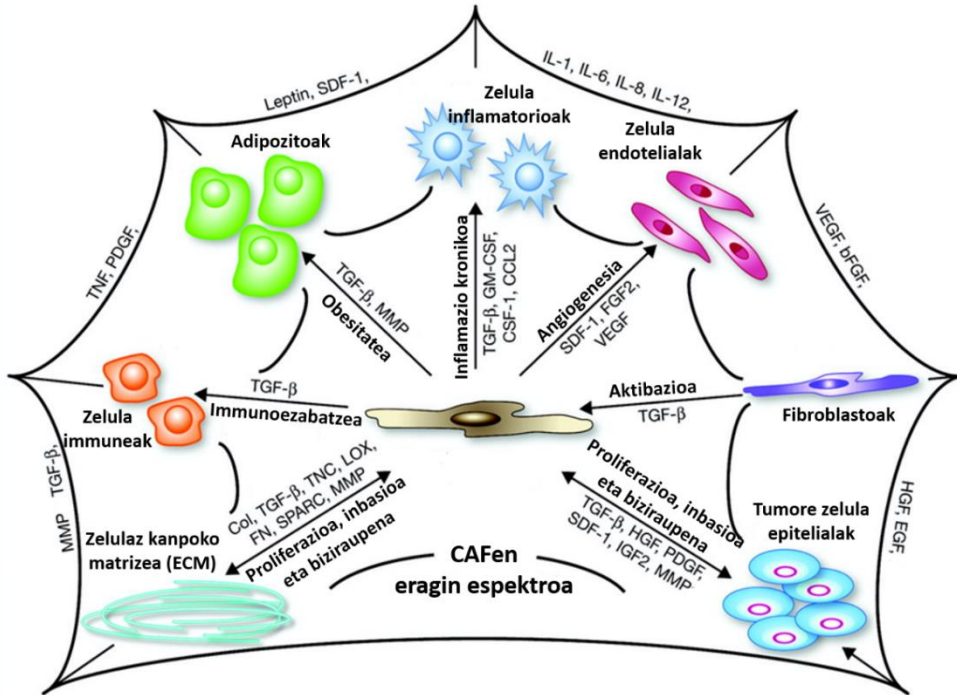 Leptin, SDF-1,
IL-1, IL-6, IL-8, IL-12,
Zelula
inflamatorioak
Adipozitoak
Zelula
endotelialak
TNF, PDGF,
VEGF, bFGF,
TGF-β, MMP
Obesitatea
Inflamazio kronikoa
TGF-β, GM-CSF,
CSF-1, CCL2
Angiogenesia
SDF-1, FGF2,
VEGF
TGF-β
Immunoezabatzea
Zelula
immuneak
Aktibazioa
TGF-β
Fibroblastoak
MMP TGF-β,
HGF, EGF,
Col, TGF-β, TNC, LOX,
FN, SPARC, MMP
Proliferazioa, inbasioa
eta biziraupena
Proliferazioa, inbasioa
eta biziraupena
TGF-β, HGF, PDGF,
SDF-1, IGF2, MMP
Zelulaz kanpoko
matrizea (ECM)
Tumore zelula
epitelialak
CAFen
eragin espektroa